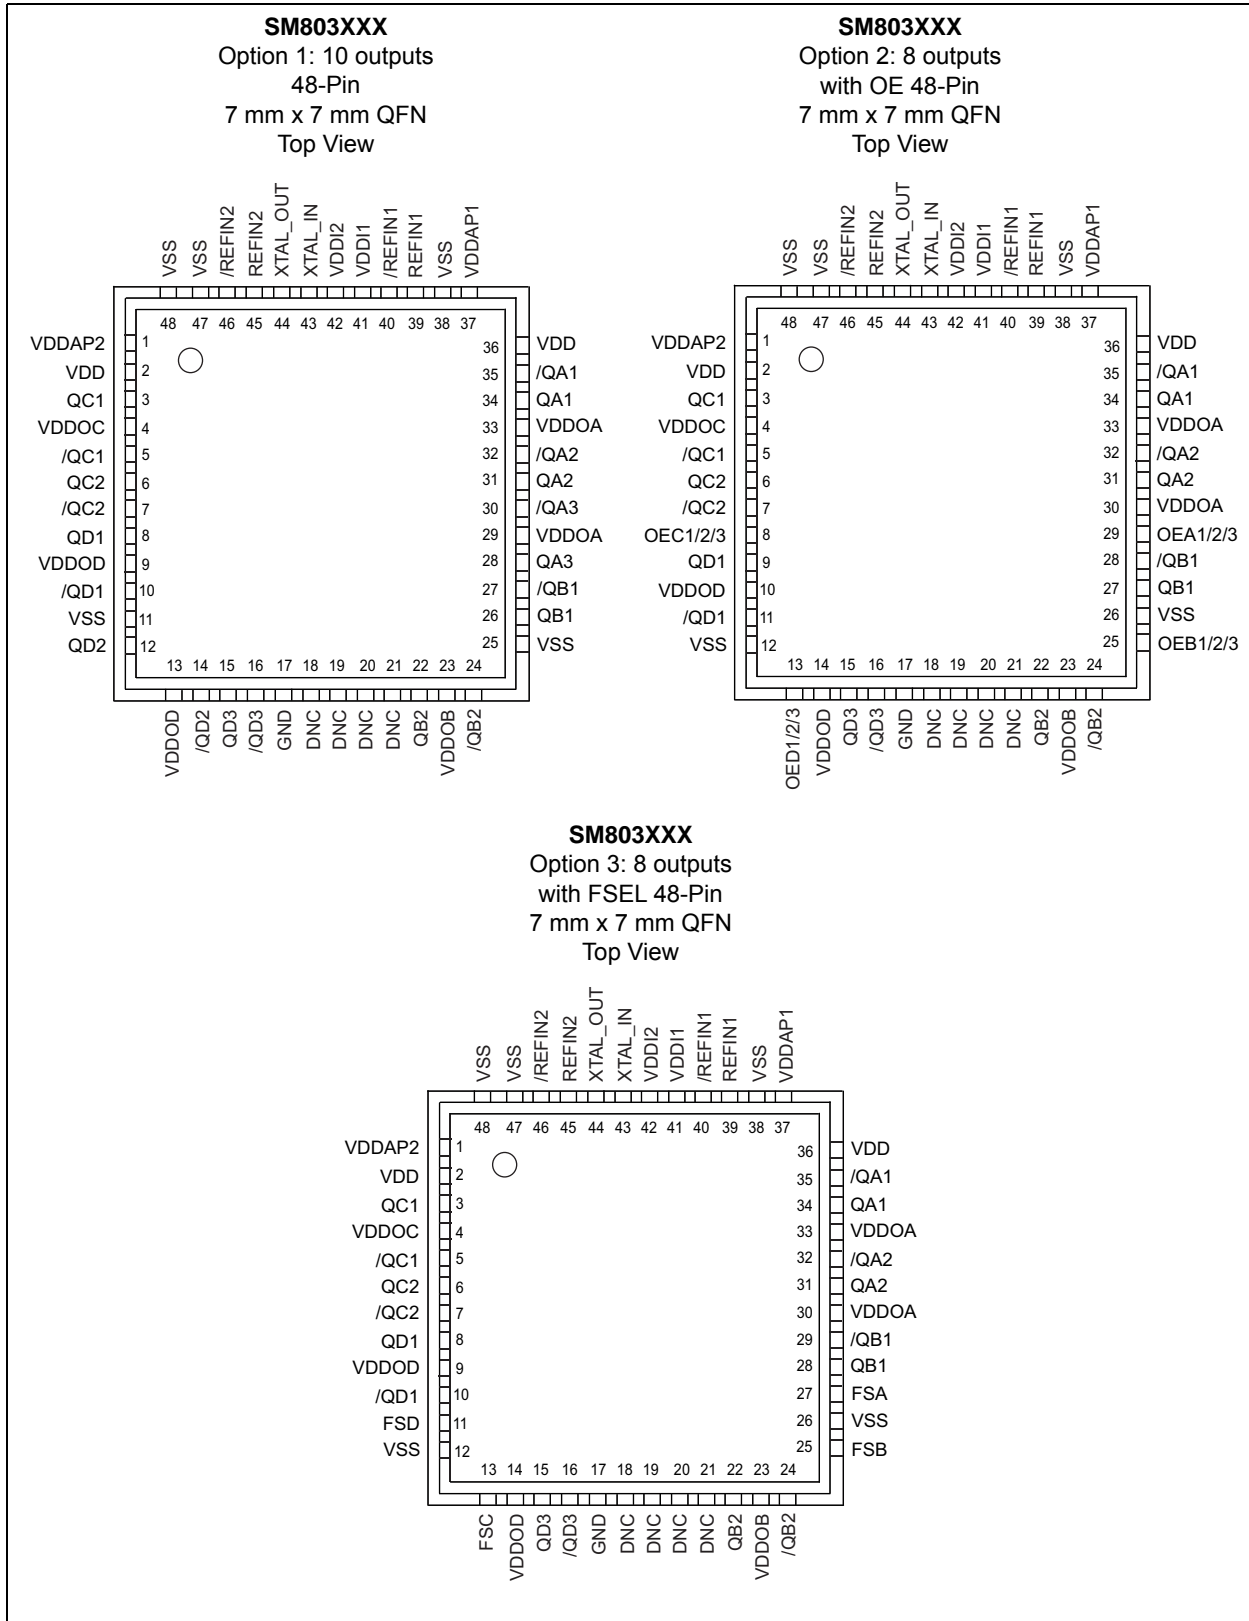 SM803XXX
Option 1: 10 outputs
48-Pin
7 mm x 7 mm QFN
Top View
VSS VSS /REFIN2 REFIN2 XTAL_OUT XTAL_IN VDDI2 VDDI1 /REFIN1 REFIN1 VSS VDDAP1
48 47 46 45 44 43 42 41 40 39 38 37
VDDAP2 1 36 VDD
VDD 2 35 /QA1
QC1 3 34 QA1
VDDOC 4 33 VDDOA
/QC1 5 32 /QA2
QC2 6 31 QA2
/QC2 7 30 /QA3
QD1 8 29 VDDOA
VDDOD 9 28 QA3
/QD1 10 27 /QB1
VSS 11 26 QB1
QD2 12 25 VSS
13 14 15 16 17 18 19 20 21 22 23 24
VDDOD /QD2 QD3 /QD3 GND DNC DNC DNC DNC QB2 VDDOB /QB2
SM803XXX
Option 2: 8 outputs
with OE 48-Pin
7 mm x 7 mm QFN
Top View
VSS VSS /REFIN2 REFIN2 XTAL_OUT XTAL_IN VDDI2 VDDI1 /REFIN1 REFIN1 VSS VDDAP1
48 47 46 45 44 43 42 41 40 39 38 37
VDDAP2 1 36 VDD
VDD 2 35 /QA1
QC1 3 34 QA1
VDDOC 4 33 VDDOA
/QC1 5 32 /QA2
QC2 6 31 QA2
/QC2 7 30 VDDOA
OEC1/2/3 8 29 OEA1/2/3
QD1 9 28 /QB1
VDDOD 10 27 QB1
/QD1 11 26 VSS
VSS 12 25 OEB1/2/3
13 14 15 16 17 18 19 20 21 22 23 24
OED1/2/3 VDDOD QD3 /QD3 GND DNC DNC DNC DNC QB2 VDDOB /QB2
SM803XXX
Option 3: 8 outputs
with FSEL 48-Pin
7 mm x 7 mm QFN
Top View
VSS VSS /REFIN2 REFIN2 XTAL_OUT XTAL_IN VDDI2 VDDI1 /REFIN1 REFIN1 VSS VDDAP1
48 47 46 45 44 43 42 41 40 39 38 37
VDDAP2 1 36 VDD
VDD 2 35 /QA1
QC1 3 34 QA1
VDDOC 4 33 VDDOA
/QC1 5 32 /QA2
QC2 6 31 QA2
/QC2 7 30 VDDOA
QD1 8 29 /QB1
VDDOD 9 28 QB1
/QD1 10 27 FSA
FSD 11 26 VSS
VSS 12 25 FSB
13 14 15 16 17 18 19 20 21 22 23 24
FSC VDDOD QD3 /QD3 GND DNC DNC DNC DNC QB2 VDDOB /QB2